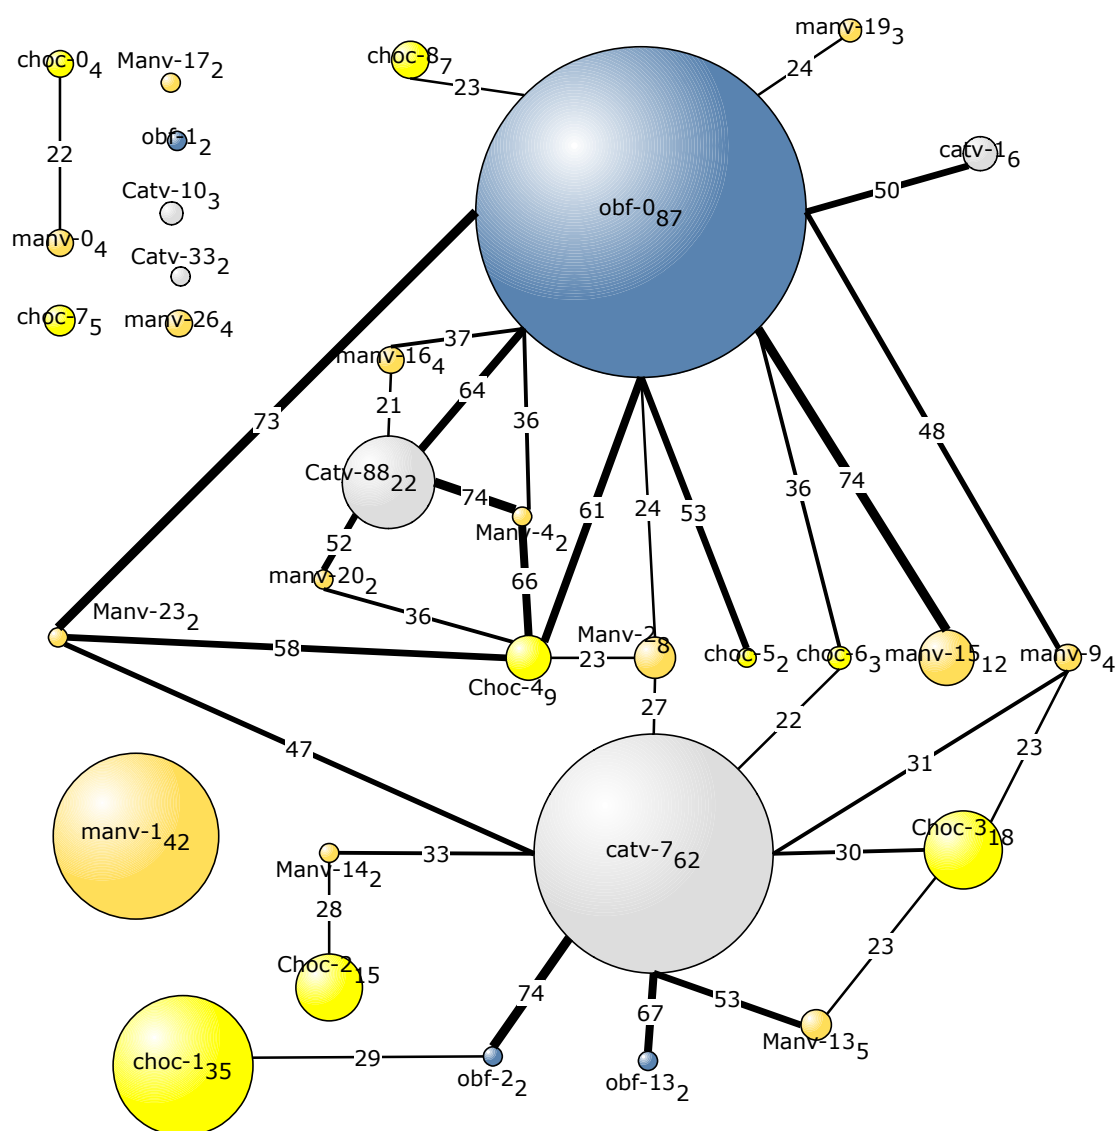 manv-19₃
choc-8₇
choc-0₄
Manv-17₂
24
23
obf-1₂
catv-1₆
22
50
Catv-10₃
obf-0₈₇
manv-0₄
Catv-33₂
choc-7₅
manv-26₄
37
manv-16₄
64
21
36
73
48
Catv-88₂₂
74
74
36
61
24
53
Manv-4₂
52
manv-20₂
66
Manv-23₂
36
58
23
Manv-2₈
choc-5₂
choc-6₃
manv-15₁₂
manv-9₄
Choc-4₉
27
22
47
31
23
manv-1₄₂
catv-7₆₂
Choc-3₁₈
33
30
Manv-14₂
28
23
Choc-2₁₅
74
67
53
Manv-13₅
choc-1₃₅
29
obf-2₂
obf-13₂